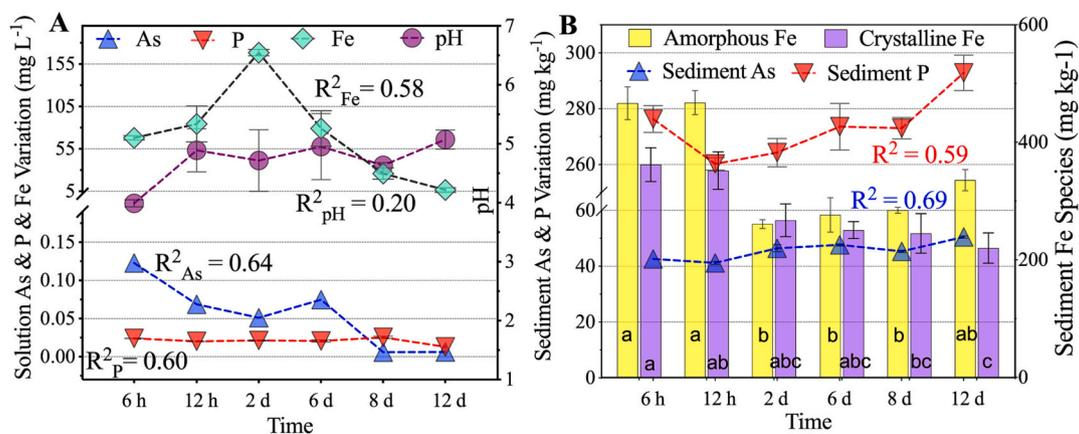 A
As P Fe pH
Solution As & P & Fe Variation (mg L-1)
155
105
55
5
0.15
0.10
0.05
0.00
R2Fe= 0.58
R2pH = 0.20
R2As = 0.64
R2P= 0.60
7
6
5
4
3
2
1
pH
6 h 12 h 2 d 6 d 8 d 12 d
Time
B
Amorphous Fe Crystalline Fe
Sediment As Sediment P
Sediment As & P Variation (mg kg-1)
300
280
260
60
40
20
0
R2 = 0.59
R2 = 0.69
a a b b b ab
a ab abc abc bc c
600
400
200
0
Sediment Fe Species (mg kg-1)
6 h 12 h 2 d 6 d 8 d 12 d
Time